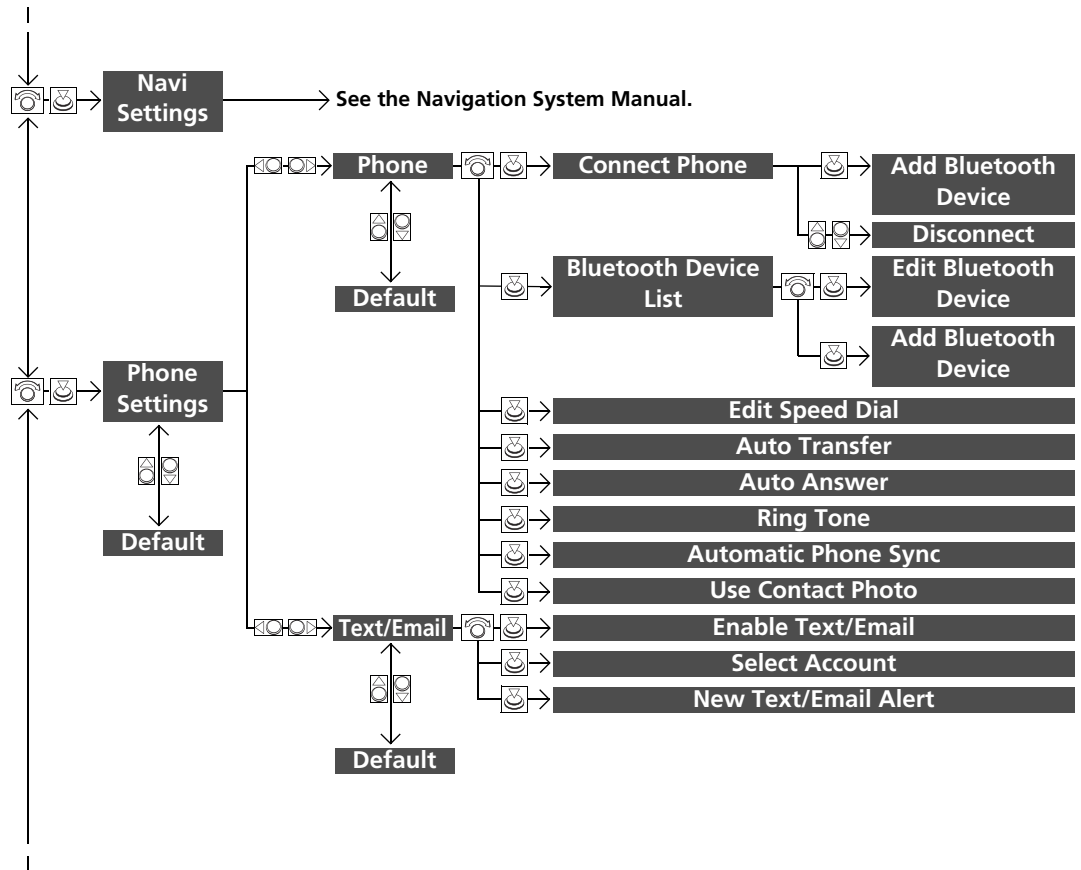 Navi
Settings
See the Navigation System Manual.
Phone
Connect Phone
Add Bluetooth
Device
Disconnect
Default
Bluetooth Device
List
Edit Bluetooth
Device
Add Bluetooth
Device
Phone
Settings
Default
Edit Speed Dial
Auto Transfer
Auto Answer
Ring Tone
Automatic Phone Sync
Use Contact Photo
Text/Email
Enable Text/Email
Select Account
New Text/Email Alert
Default